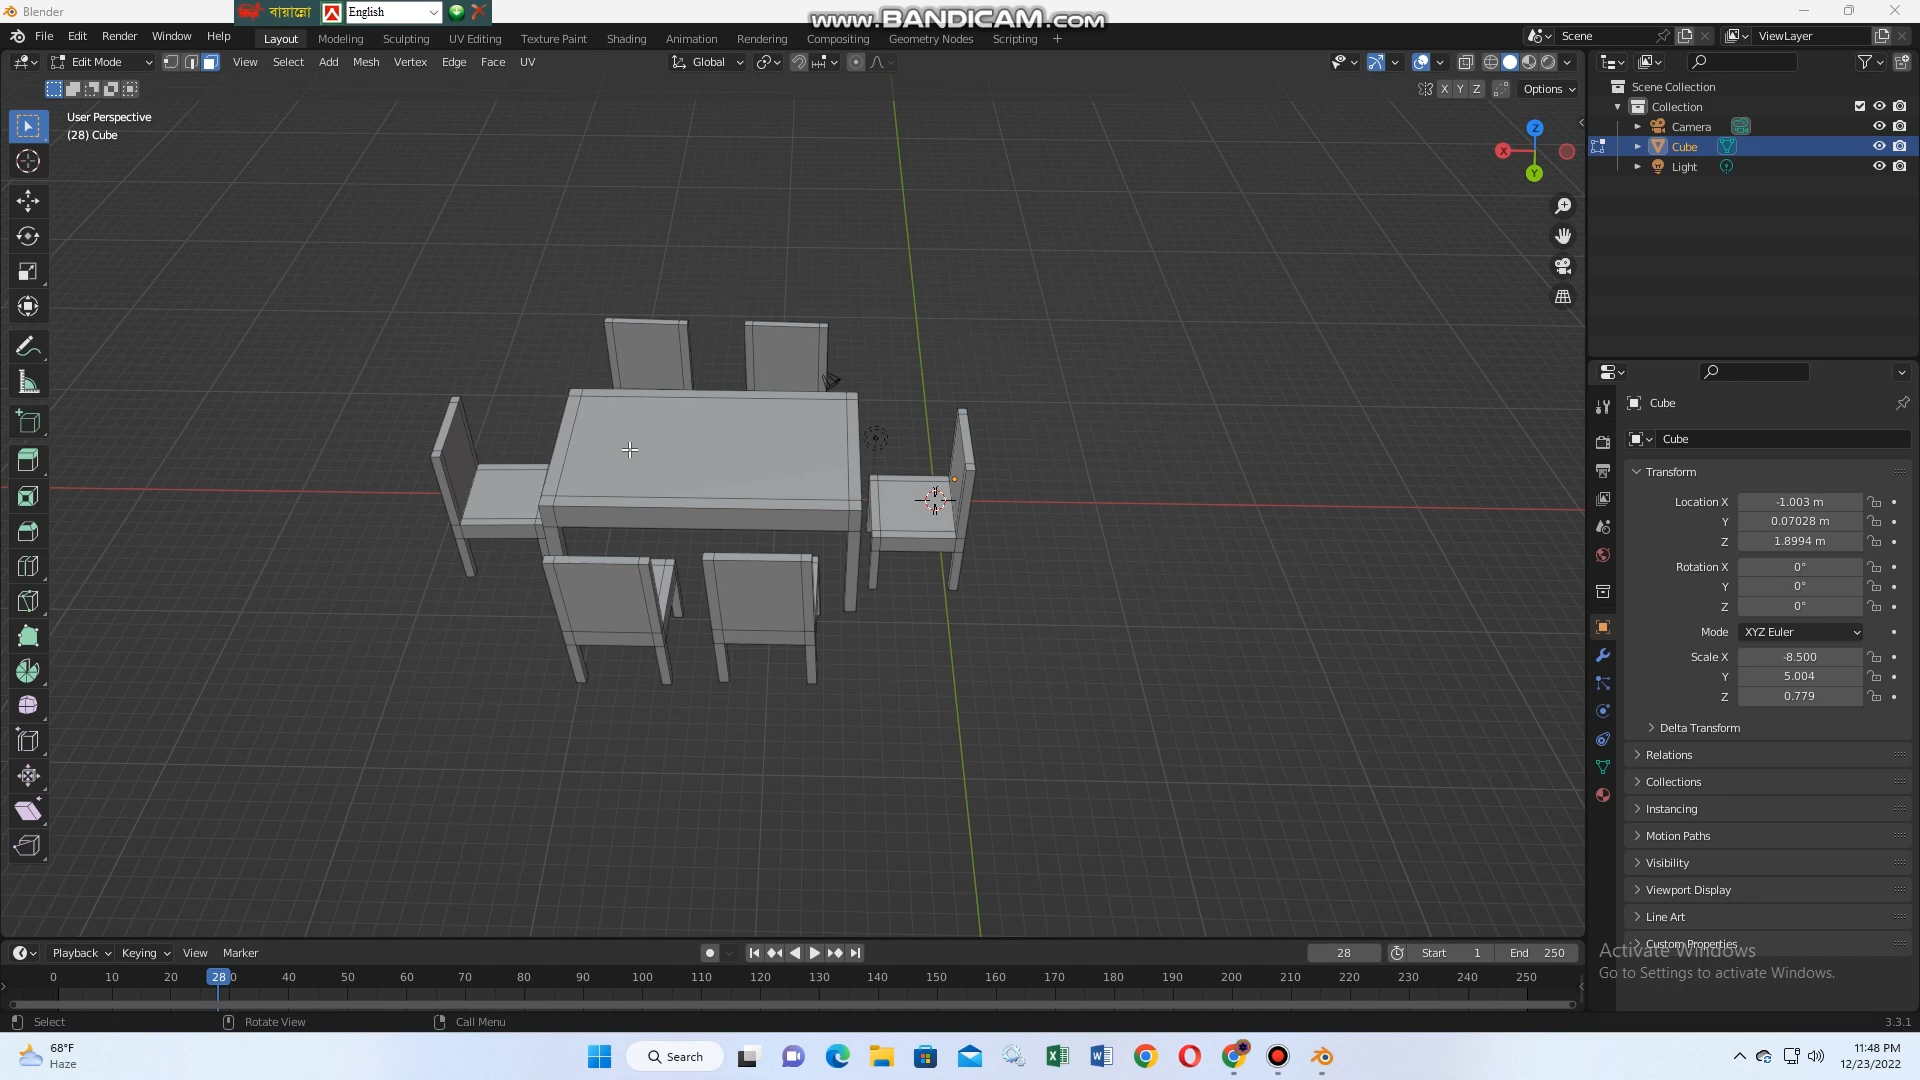 Blender
বায়ান্নো English
www.BANDICAM.com
File Edit Render Window Help
Layout Modeling Sculpting UV Editing Texture Paint Shading Animation Rendering Compositing Geometry Nodes Scripting +
Scene
ViewLayer
Edit Mode
View Select Add Mesh Vertex Edge Face UV
Global
X Y Z
Options
User Perspective
(28) Cube
Z
X
Y
Scene Collection
Collection
Camera
Cube
Light
Cube
Cube
Transform
Location X -1.003 m
Y 0.07028 m
Z 1.8994 m
Rotation X 0°
Y 0°
Z 0°
Mode XYZ Euler
Scale X -8.500
Y 5.004
Z 0.779
Delta Transform
Relations
Collections
Instancing
Motion Paths
Visibility
Viewport Display
Line Art
Custom Properties
Activate Windows
Go to Settings to activate Windows.
Playback Keying View Marker
28
Start 1
End 250
0 10 20 28 40 50 60 70 80 90 100 110 120 130 140 150 160 170 180 190 200 210 220 230 240 250
Select
Rotate View
Call Menu
3.3.1
68°F
Haze
Search
11:48 PM
12/23/2022